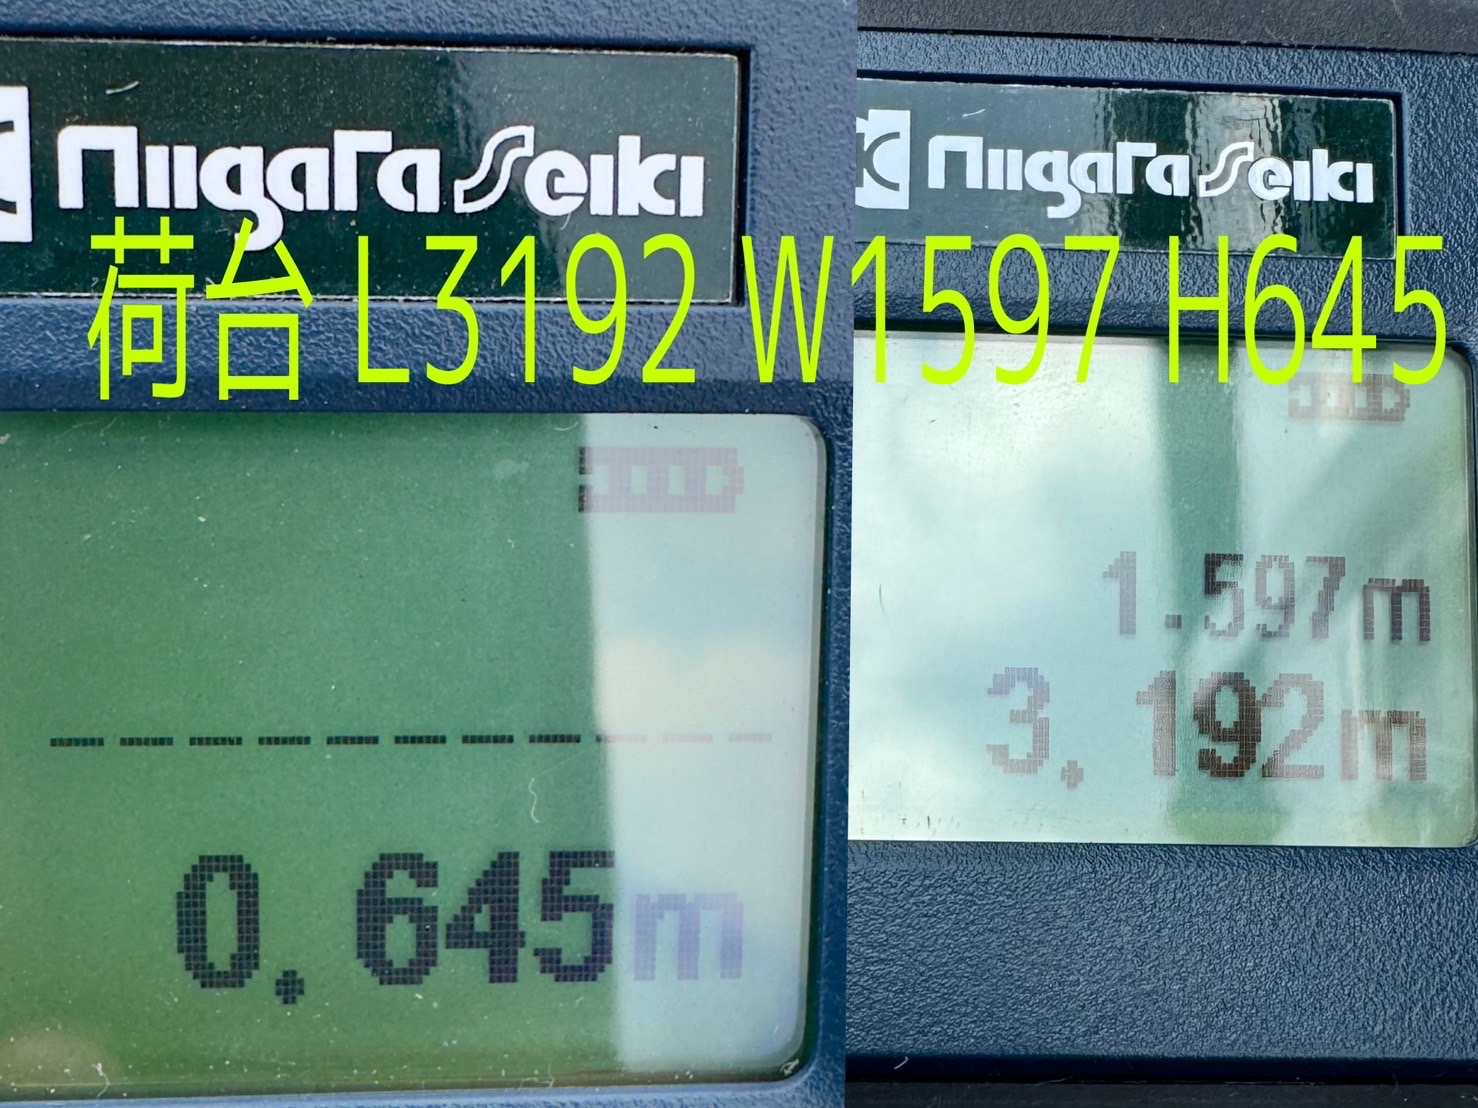 niigata seiki
niigata seiki
荷台 L3192 W1597 H645
0.645m
1.597m
3.192m